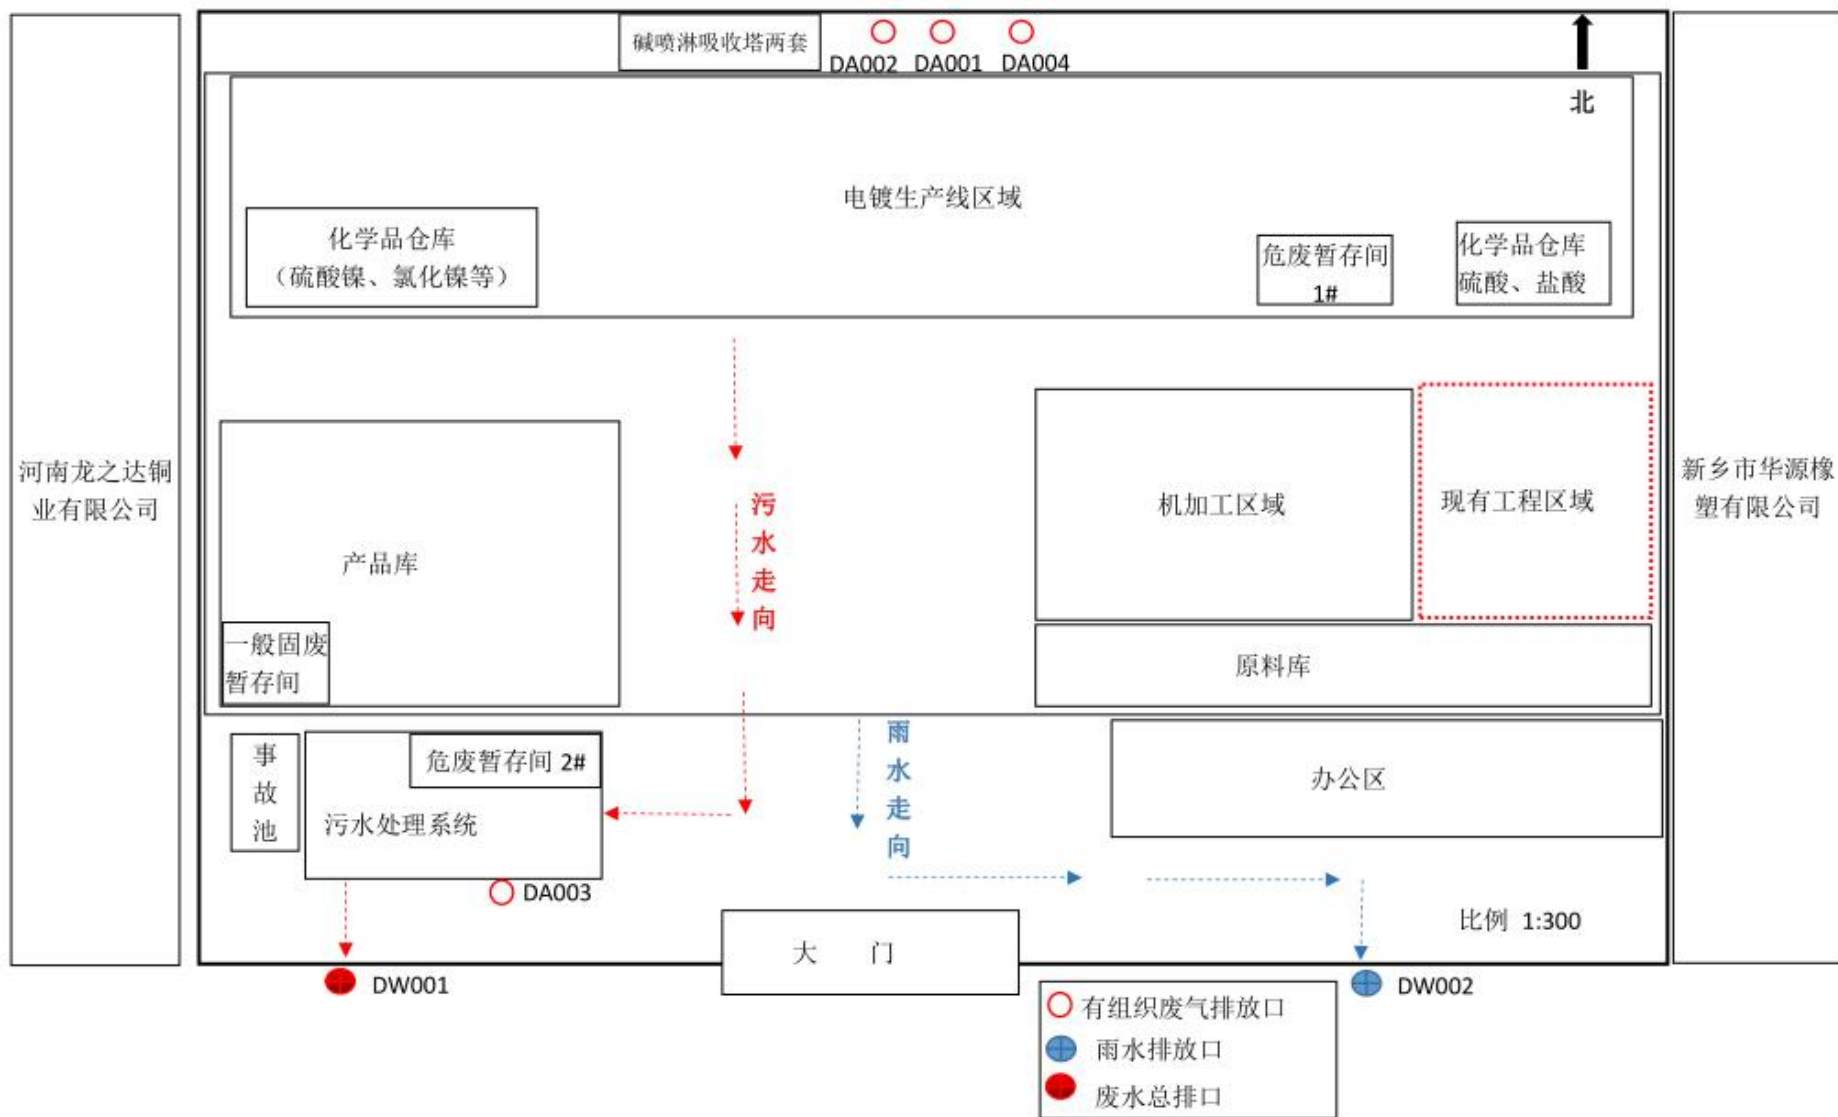 碱喷淋吸收塔两套
DA002
DA001
DA004
北
电镀生产线区域
化学品仓库
（硫酸镍、氯化镍等）
危废暂存间
1#
化学品仓库
硫酸、盐酸
河南龙之达铜
业有限公司
新乡市华源橡
塑有限公司
污水走向
产品库
机加工区域
现有工程区域
一般固废
暂存间
原料库
雨水走向
事故池
危废暂存间 2#
污水处理系统
办公区
DA003
比例 1:300
大 门
DW001
DW002
有组织废气排放口
雨水排放口
废水总排口